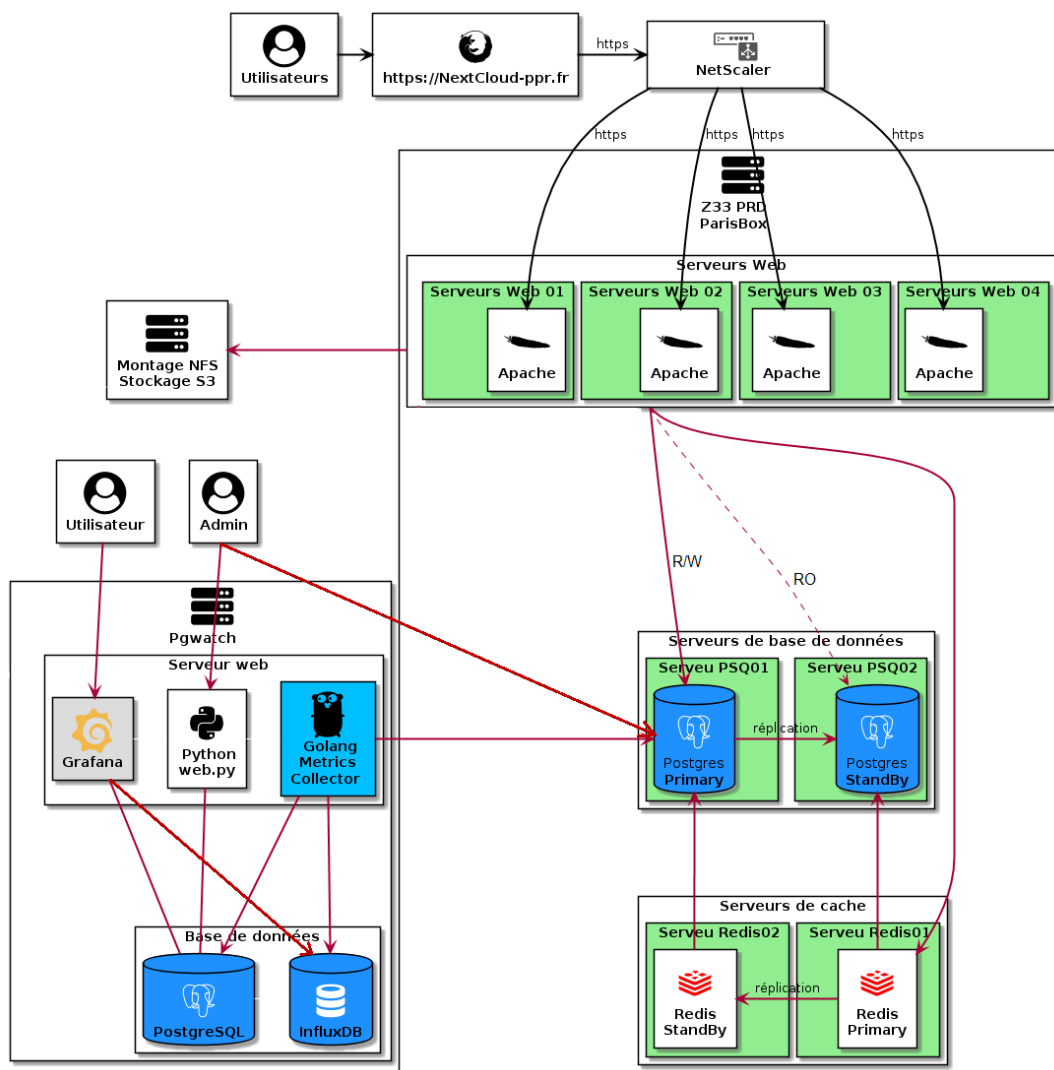 Utilisateurs
https://NextCloud-ppr.fr
https
NetScaler
https
https
https
https
Z33 PRD
ParisBox
Serveurs Web
Serveurs Web 01
Serveurs Web 02
Serveurs Web 03
Serveurs Web 04
Apache
Apache
Apache
Apache
Montage NFS
Stockage S3
Utilisateur
Admin
R/W
RO
Pgwatch
Serveur web
Grafana
Python
web.py
Golang
Metrics
Collector
Serveurs de base de données
Serveu PSQ01
Serveu PSQ02
Postgres
Primary
réplication
Postgres
StandBy
Base de données
PostgreSQL
InfluxDB
Serveurs de cache
Serveu Redis02
Serveu Redis01
Redis
StandBy
réplication
Redis
Primary